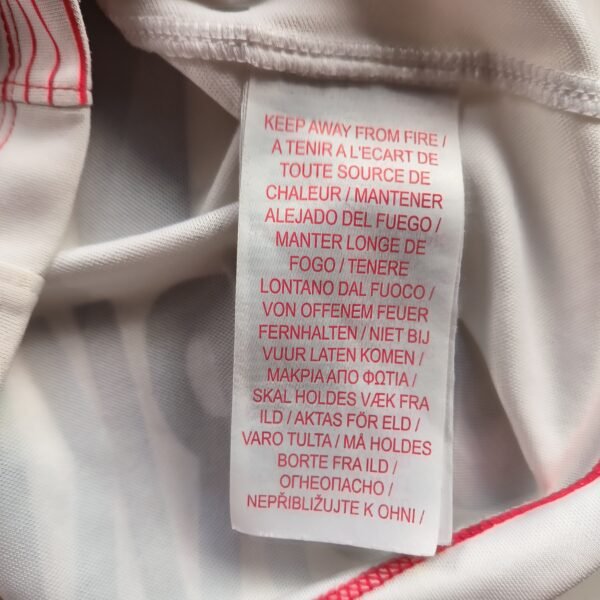 KEEP AWAY FROM FIRE /
A TENIR A L'ECART DE
TOUTE SOURCE DE
CHALEUR / MANTENER
ALEJADO DEL FUEGO /
MANTER LONGE DE
FOGO / TENERE
LONTANO DAL FUOCO /
VON OFFENEM FEUER
FERNHALTEN / NIET BIJ
VUUR LATEN KOMEN /
ΜΑΚΡΙΑ ΑΠΟ ΦΩΤΙΑ /
SKAL HOLDES VÆK FRA
ILD / AKTAS FÖR ELD /
VARO TULTA / MÅ HOLDES
BORTE FRA ILD /
ОГНЕОПАСНО /
NEPŘIBLIŽUJTE K OHNI /